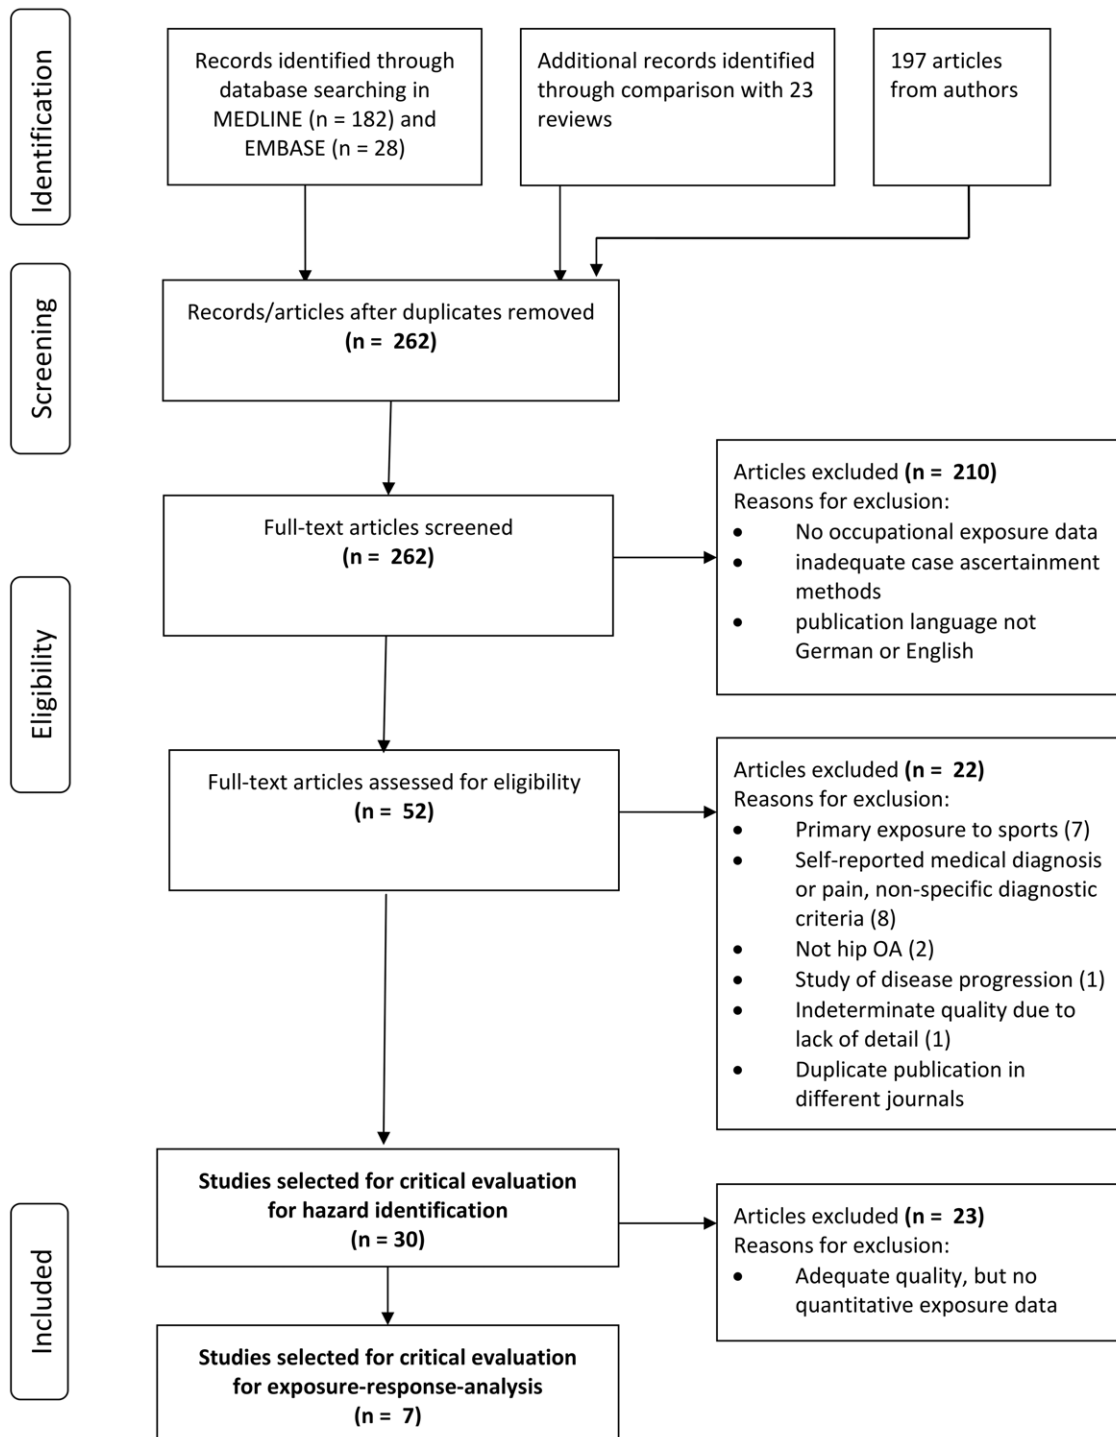 Identification
Records identified through
database searching in
MEDLINE (n = 182) and
EMBASE (n = 28)
Additional records identified
through comparison with 23
reviews
197 articles
from authors
Screening
Records/articles after duplicates removed
(n = 262)
Eligibility
Full-text articles screened
(n = 262)
Articles excluded (n = 210)
Reasons for exclusion:
• No occupational exposure data
• inadequate case ascertainment
methods
• publication language not
German or English
Full-text articles assessed for eligibility
(n = 52)
Articles excluded (n = 22)
Reasons for exclusion:
• Primary exposure to sports (7)
• Self-reported medical diagnosis
or pain, non-specific diagnostic
criteria (8)
• Not hip OA (2)
• Study of disease progression (1)
• Indeterminate quality due to
lack of detail (1)
• Duplicate publication in
different journals
Included
Studies selected for critical evaluation
for hazard identification
(n = 30)
Articles excluded (n = 23)
Reasons for exclusion:
• Adequate quality, but no
quantitative exposure data
Studies selected for critical evaluation
for exposure-response-analysis
(n = 7)